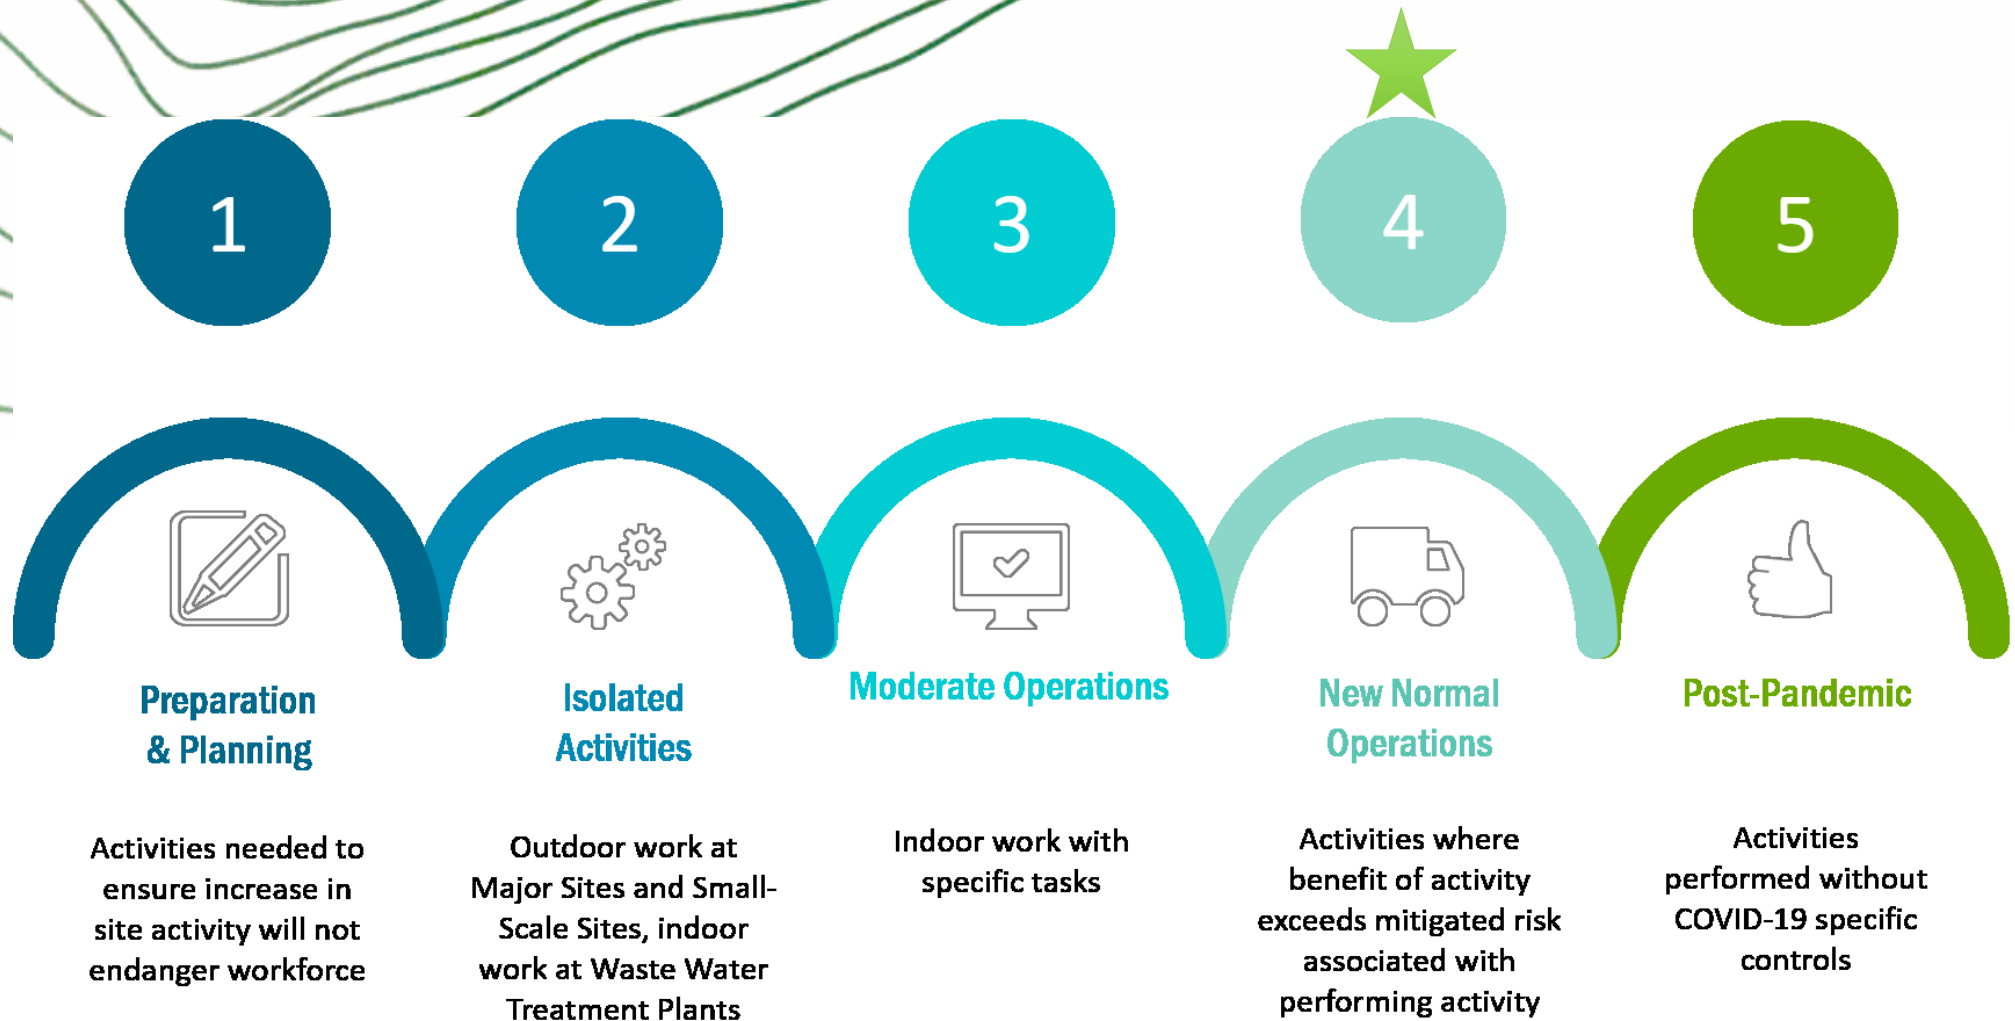 1
2
3
4
5
Preparation
& Planning
Activities needed to
ensure increase in
site activity will not
endanger workforce
Isolated
Activities
Outdoor work at
Major Sites and Small-
Scale Sites, indoor
work at Waste Water
Treatment Plants
Moderate Operations
Indoor work with
specific tasks
New Normal
Operations
Activities where
benefit of activity
exceeds mitigated risk
associated with
performing activity
Post-Pandemic
Activities
performed without
COVID-19 specific
controls